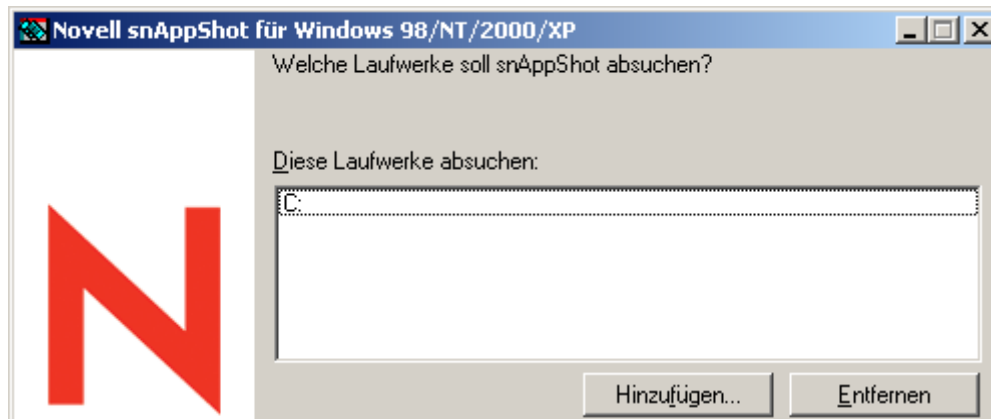 Novell snAppShot für Windows 98/NT/2000/XP
Welche Laufwerke soll snAppShot absuchen?
Diese Laufwerke absuchen:
C:
Hinzufügen... Entfernen